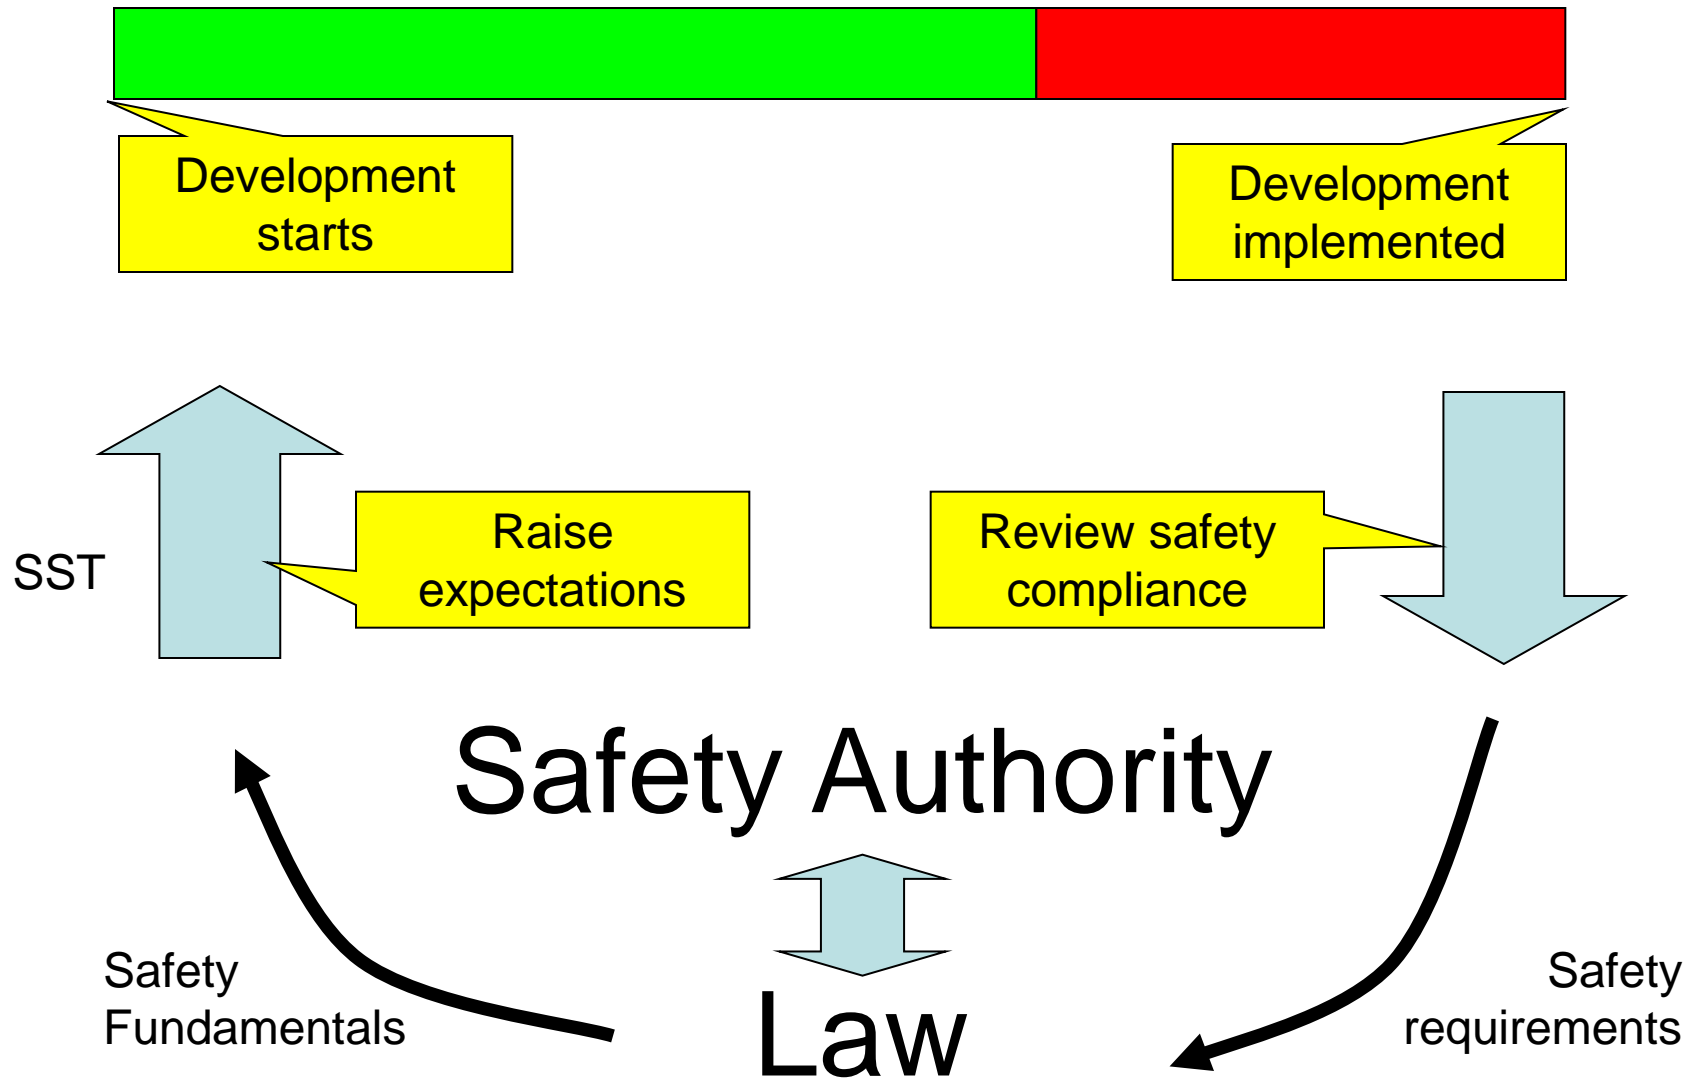 Development
starts
Development
implemented
SST
Raise
expectations
Review safety
compliance
Safety Authority
Safety
Fundamentals
Law
Safety
requirements